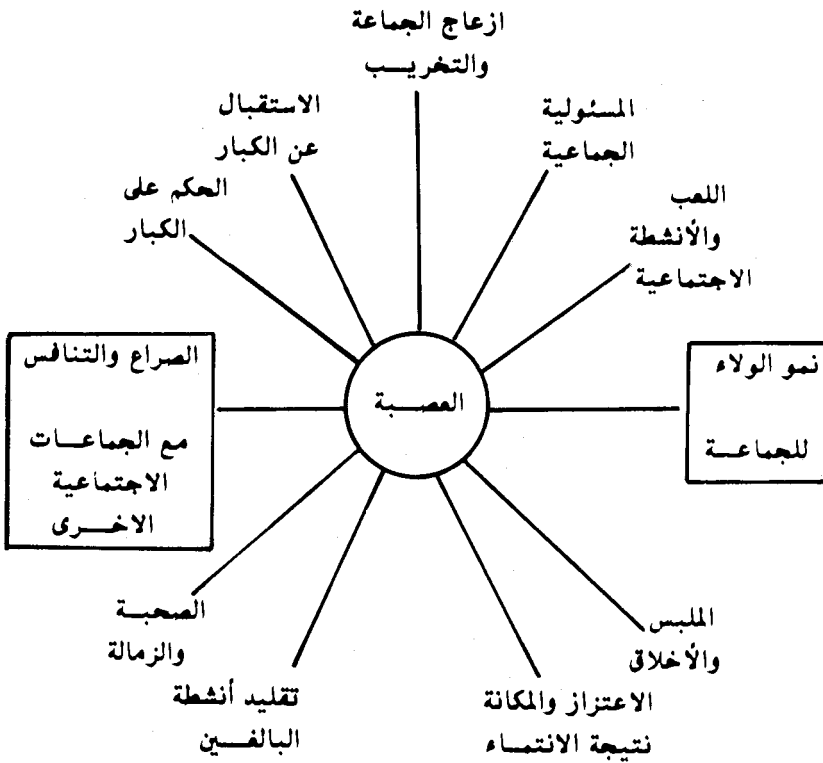 ازعاج الجماعة
والتخريب
المسئولية
الجماعية
اللعب
والأنشطة
الاجتماعية
نمو الولاء
للجماعة
الملبس
والأخلاق
الاعتزاز والمكانة
نتيجة الانتماء
تقليد أنشطة
البالغين
الصحبة
والزمالة
الصراع والتنافس
مع الجماعات
الاجتماعية
الاخرى
الحكم على
الكبار
الاستقبال
عن الكبار
العصبة